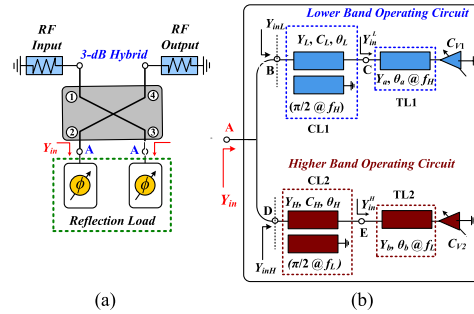 RF
Input
RF
Output
3-dB Hybrid
1
4
2
3
Y_in
A
A
ϕ
ϕ
Reflection Load
(a)
Lower Band Operating Circuit
Y_inL
Y_L, C_L, θ_L
Y_in^L
C_V1
B
C
Y_a, θ_a @ f_H
(π/2 @ f_H)
TL1
CL1
A
Y_in
Higher Band Operating Circuit
CL2
TL2
Y_H, C_H, θ_H
Y_in^H
D
E
Y_b, θ_b @ f_L
C_V2
Y_inH
(π/2 @ f_L)
(b)